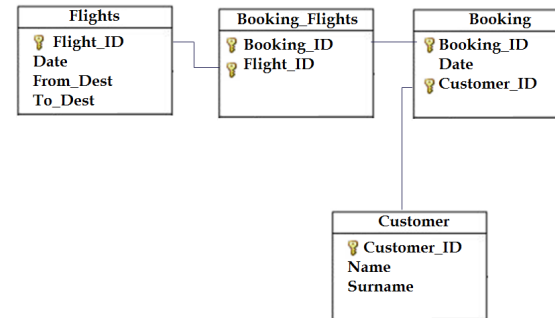 Flights
Flight_ID
Date
From_Dest
To_Dest
Booking_Flights
Booking_ID
Flight_ID
Booking
Booking_ID
Date
Customer_ID
Customer
Customer_ID
Name
Surname